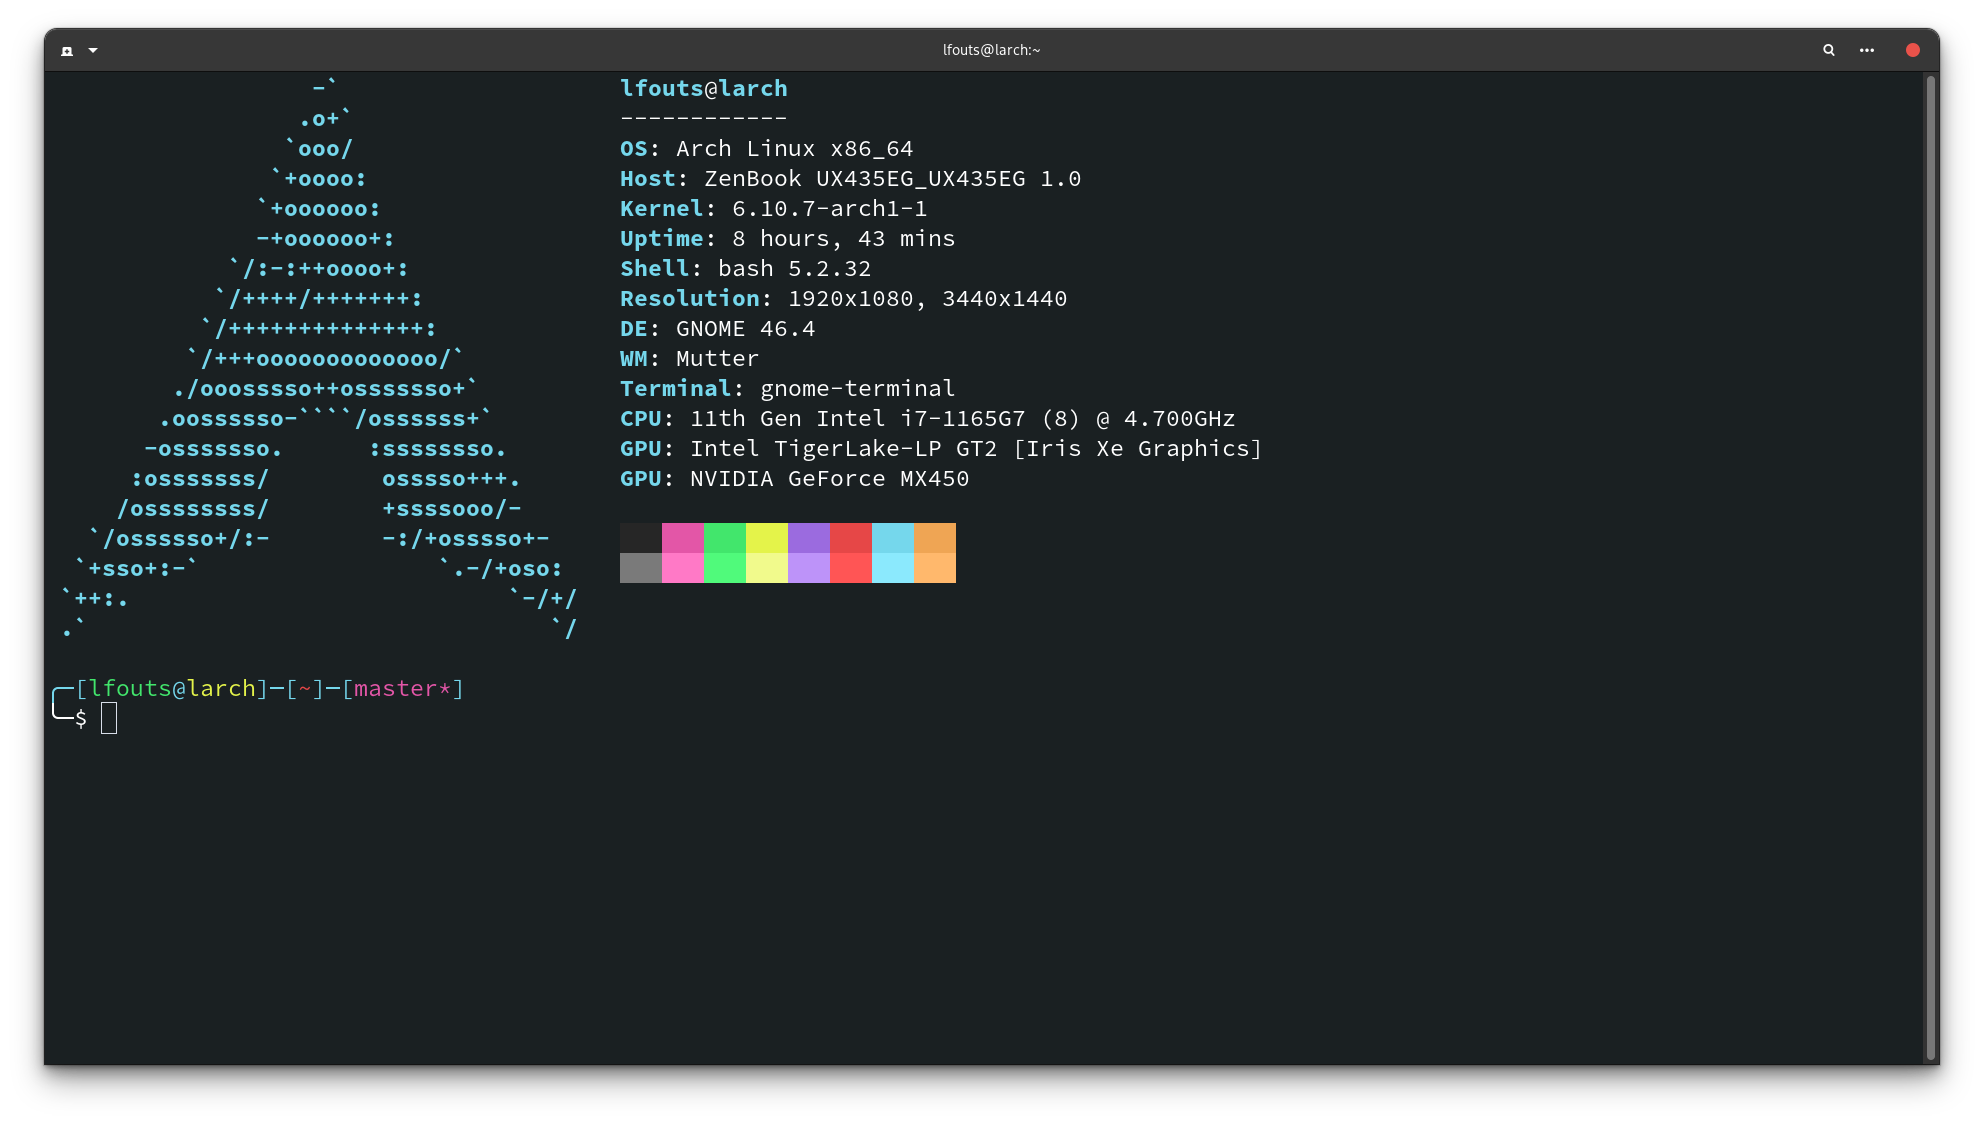 lfouts@larch:~
                   -`
                  .o+`
                 `ooo/
                `+oooo:
               `+oooooo:
               -+oooooo+:
             `/:-:++oooo+:
            `/++++/+++++++:
           `/++++++++++++++:
          `/+++ooooooooooooo/`
         ./ooosssso++osssssso+`
        .oossssso-````/ossssss+`
       -osssssso.      :ssssssso.
      :osssssss/        osssso+++.
     /ossssssss/        +ssssooo/-
   `/ossssso+/:-        -:/+osssso+-
  `+sso+:-`                 `.-/+oso:
 `++:.                           `-/+/
 .`                                 `/
lfouts@larch
------------
OS: Arch Linux x86_64
Host: ZenBook UX435EG_UX435EG 1.0
Kernel: 6.10.7-arch1-1
Uptime: 8 hours, 43 mins
Shell: bash 5.2.32
Resolution: 1920x1080, 3440x1440
DE: GNOME 46.4
WM: Mutter
Terminal: gnome-terminal
CPU: 11th Gen Intel i7-1165G7 (8) @ 4.700GHz
GPU: Intel TigerLake-LP GT2 [Iris Xe Graphics]
GPU: NVIDIA GeForce MX450
╭─[lfouts@larch]─[~]─[master*]
╰─$